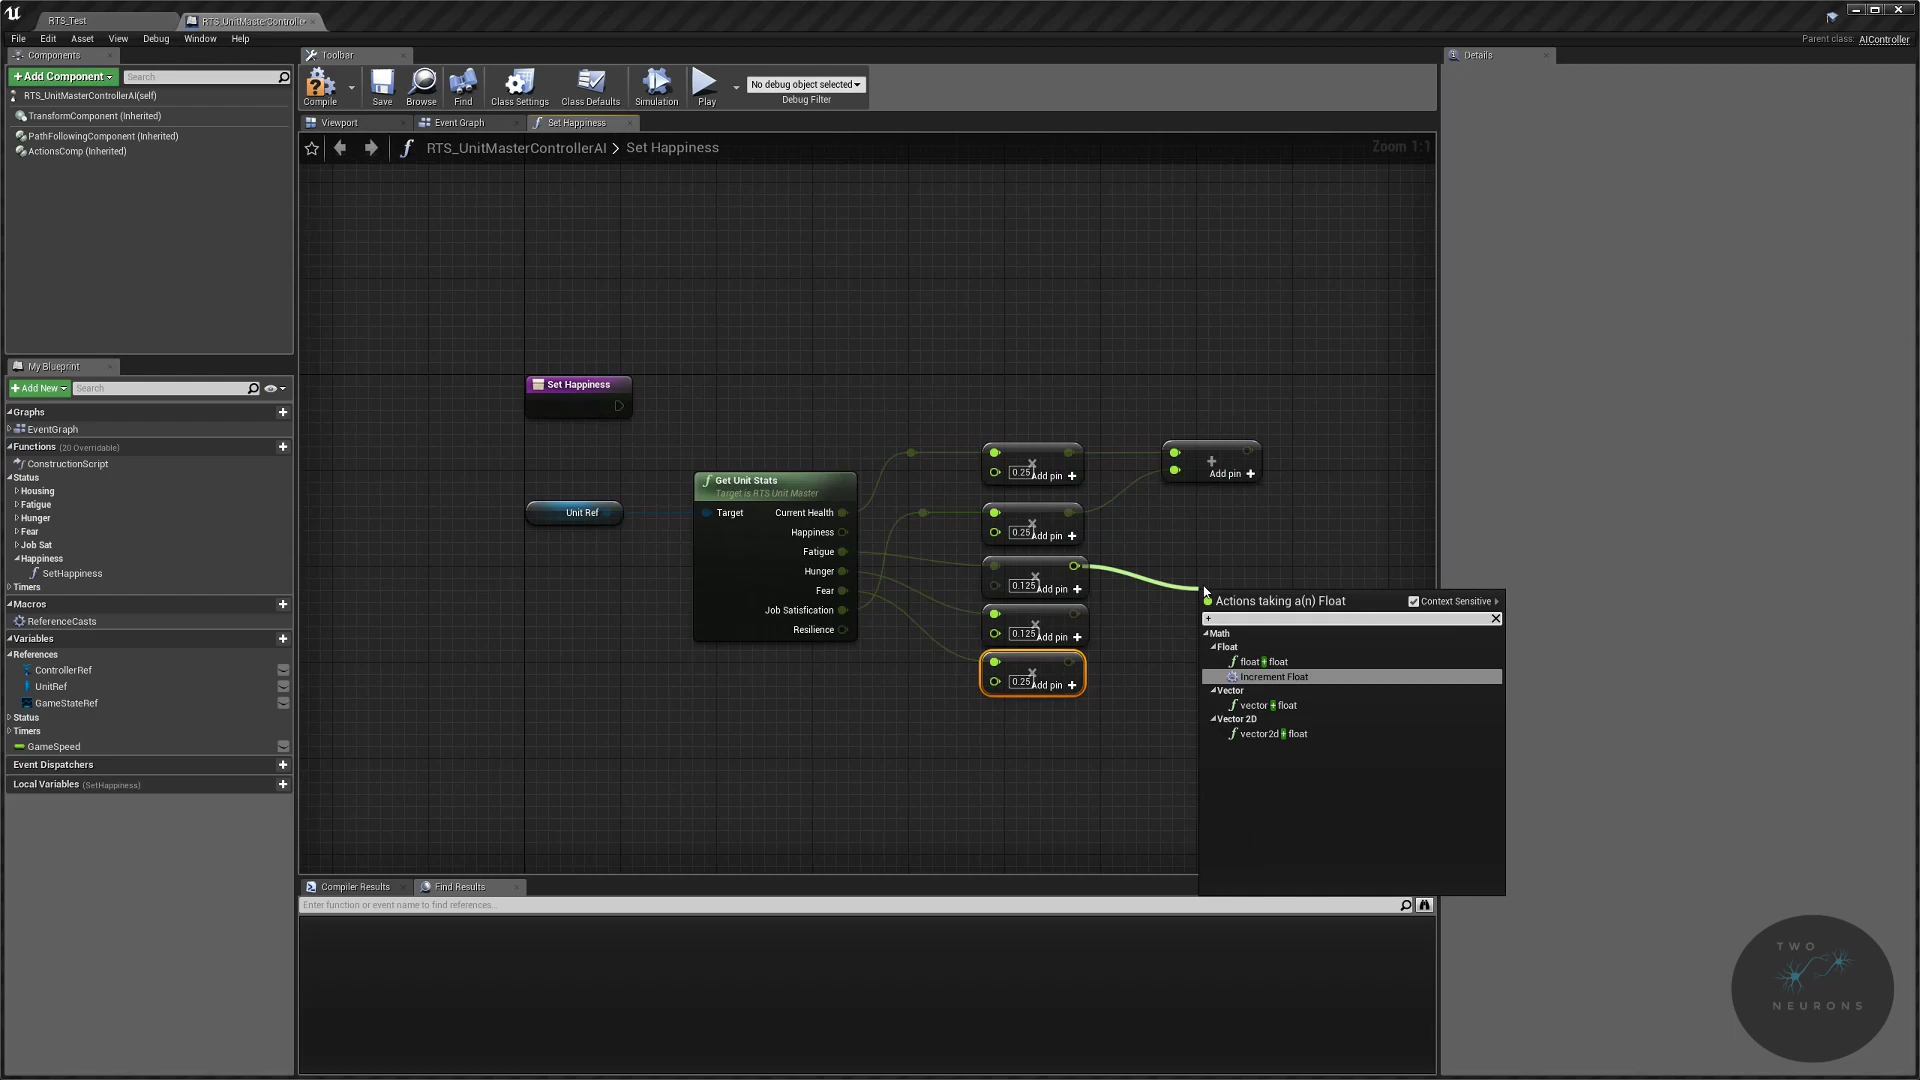 RTS_Test
RTS_UnitMasterController
File Edit Asset View Debug Window Help
Parent class: AIController
Components
Toolbar
Details
+Add Component
Search
RTS_UnitMasterControllerAI(self)
TransformComponent (Inherited)
PathFollowingComponent (Inherited)
ActionsComp (Inherited)
Compile
Save
Browse
Find
Class Settings
Class Defaults
Simulation
Play
No debug object selected
Debug Filter
Viewport
Event Graph
Set Happiness
RTS_UnitMasterControllerAI > Set Happiness
Zoom 1:1
My Blueprint
+Add New
Search
Graphs
EventGraph
Functions (20 Overridable)
ConstructionScript
Status
Housing
Fatigue
Hunger
Fear
Job Sat
Happiness
SetHappiness
Timers
Macros
ReferenceCasts
Variables
References
ControllerRef
UnitRef
GameStateRef
Status
Timers
GameSpeed
Event Dispatchers
Local Variables (SetHappiness)
Set Happiness
Unit Ref
Get Unit Stats
Target is RTS Unit Master
Target
Current Health
Happiness
Fatigue
Hunger
Fear
Job Satisfaction
Resilience
0.25 Add pin +
0.25 Add pin +
0.125 Add pin +
0.125 Add pin +
0.25 Add pin +
+
Add pin +
Actions taking a(n) Float
Context Sensitive
+
Math
Float
float + float
Increment Float
Vector
vector + float
Vector 2D
vector2d + float
Compiler Results
Find Results
Enter function or event name to find references...
TWO
NEURONS